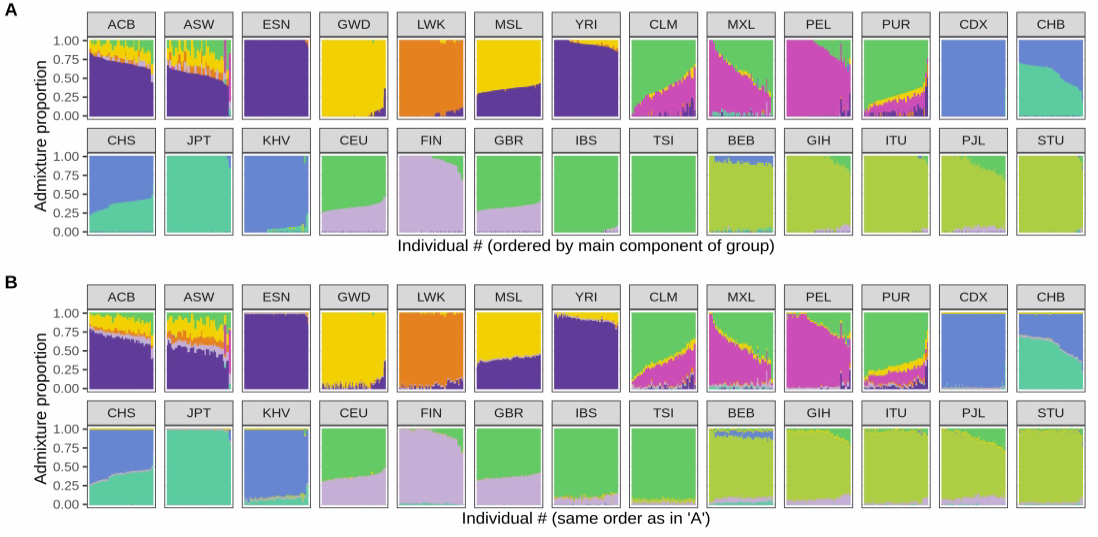 A
ACB ASW ESN GWD LWK MSL YRI CLM MXL PEL PUR CDX CHB
1.00
0.75
0.50
0.25
0.00
Admixture proportion
CHS JPT KHV CEU FIN GBR IBS TSI BEB GIH ITU PJL STU
1.00
0.75
0.50
0.25
0.00
Individual # (ordered by main component of group)
B
ACB ASW ESN GWD LWK MSL YRI CLM MXL PEL PUR CDX CHB
1.00
0.75
0.50
0.25
0.00
Admixture proportion
CHS JPT KHV CEU FIN GBR IBS TSI BEB GIH ITU PJL STU
1.00
0.75
0.50
0.25
0.00
Individual # (same order as in 'A')